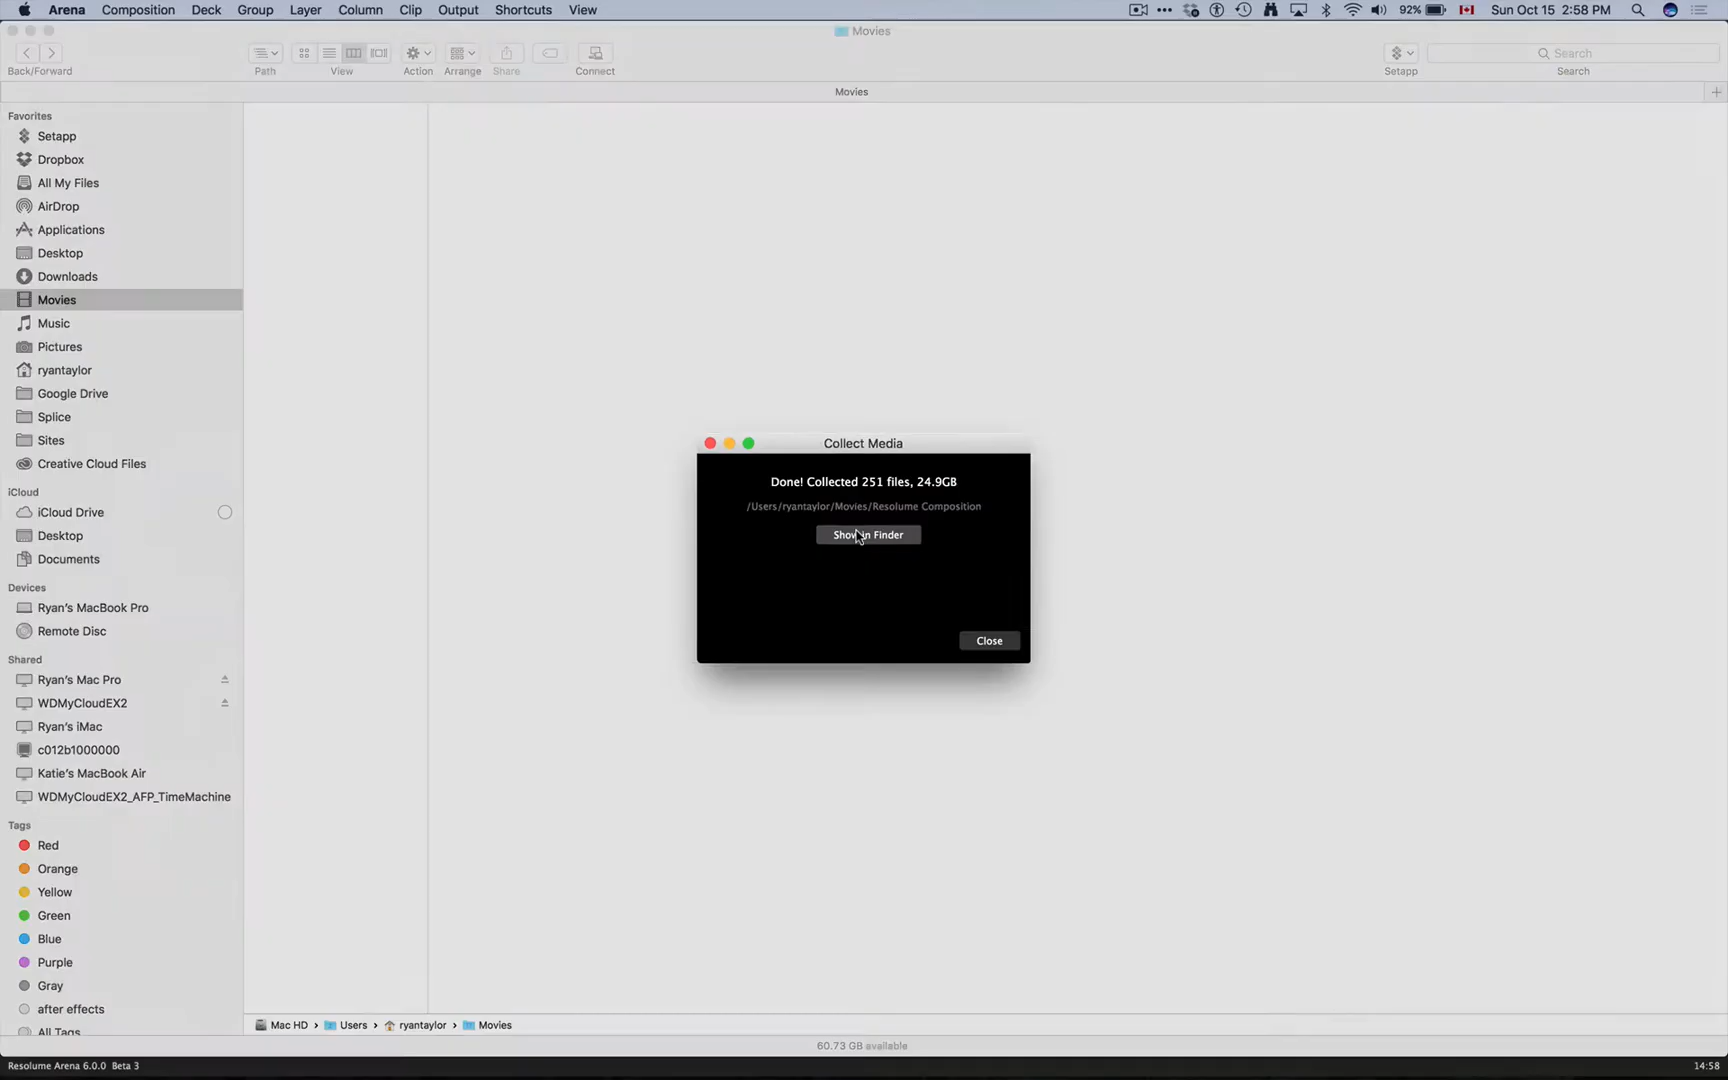 Arena Composition Deck Group Layer Column Clip Output Shortcuts View 92% Sun Oct 15 2:58 PM
Movies
Back/Forward Path View Action Arrange Share Connect Setapp Search
Search
Movies
Favorites
Setapp
Dropbox
All My Files
AirDrop
Applications
Desktop
Downloads
Movies
Music
Pictures
ryantaylor
Google Drive
Splice
Sites
Creative Cloud Files
iCloud
iCloud Drive
Desktop
Documents
Devices
Ryan's MacBook Pro
Remote Disc
Shared
Ryan's Mac Pro
WDMyCloudEX2
Ryan's iMac
c012b1000000
Katie's MacBook Air
WDMyCloudEX2_AFP_TimeMachine
Tags
Red
Orange
Yellow
Green
Blue
Purple
Gray
after effects
All Tags
Collect Media
Done! Collected 251 files, 24.9GB
/Users/ryantaylor/Movies/Resolume Composition
Show in Finder
Close
Mac HD › Users › ryantaylor › Movies
60.73 GB available
Resolume Arena 6.0.0 Beta 3 14:58